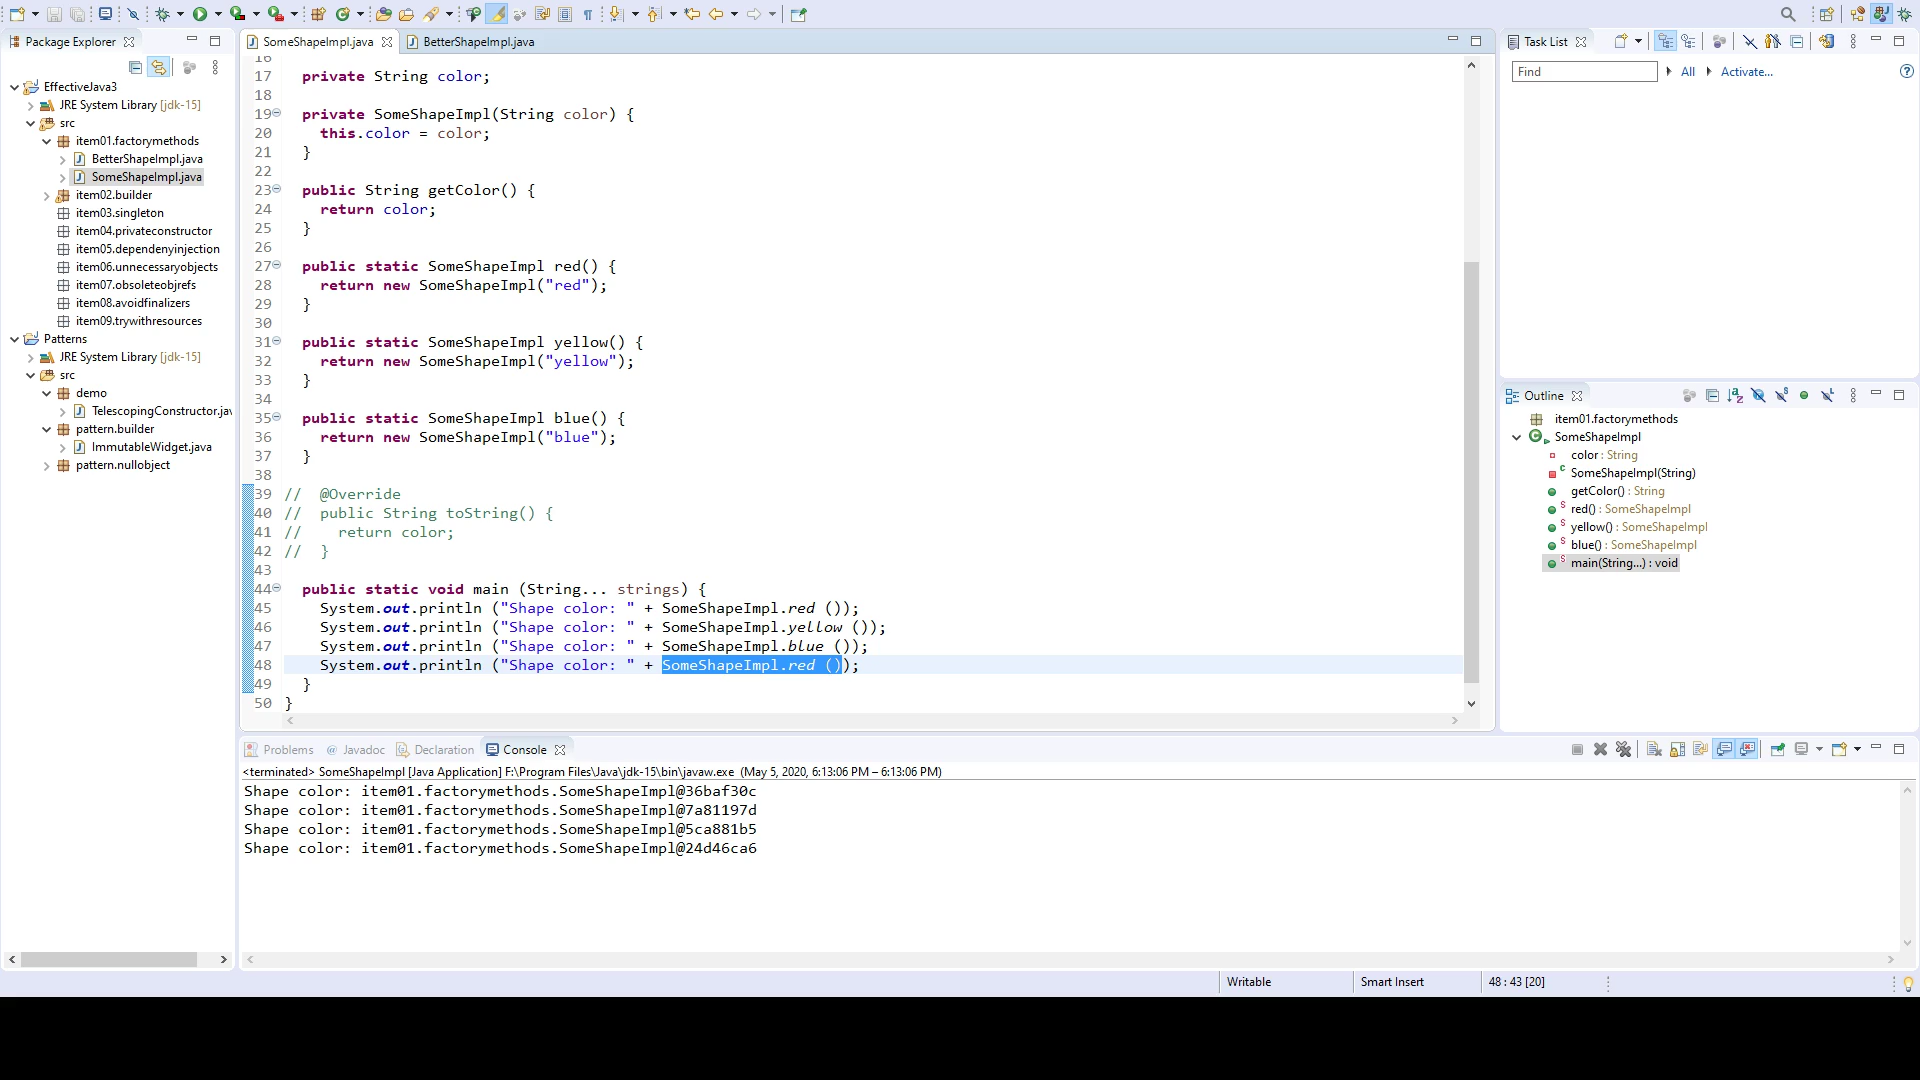 Package Explorer
EffectiveJava3
JRE System Library [jdk-15]
src
item01.factorymethods
BetterShapeImpl.java
SomeShapeImpl.java
item02.builder
item03.singleton
item04.privateconstructor
item05.dependenyinjection
item06.unnecessaryobjects
item07.obsoleteobjrefs
item08.avoidfinalizers
item09.trywithresources
Patterns
JRE System Library [jdk-15]
src
demo
TelescopingConstructor.jav
pattern.builder
ImmutableWidget.java
pattern.nullobject
SomeShapeImpl.java BetterShapeImpl.java
16
17 private String color;
18
19 private SomeShapeImpl(String color) {
20 this.color = color;
21 }
22
23 public String getColor() {
24 return color;
25 }
26
27 public static SomeShapeImpl red() {
28 return new SomeShapeImpl("red");
29 }
30
31 public static SomeShapeImpl yellow() {
32 return new SomeShapeImpl("yellow");
33 }
34
35 public static SomeShapeImpl blue() {
36 return new SomeShapeImpl("blue");
37 }
38
39 // @Override
40 // public String toString() {
41 // return color;
42 // }
43
44 public static void main (String... strings) {
45 System.out.println ("Shape color: " + SomeShapeImpl.red ());
46 System.out.println ("Shape color: " + SomeShapeImpl.yellow ());
47 System.out.println ("Shape color: " + SomeShapeImpl.blue ());
48 System.out.println ("Shape color: " + SomeShapeImpl.red ());
49 }
50 }
Task List
Find All Activate...
Outline
item01.factorymethods
SomeShapeImpl
color : String
SomeShapeImpl(String)
getColor() : String
red() : SomeShapeImpl
yellow() : SomeShapeImpl
blue() : SomeShapeImpl
main(String...) : void
Problems @ Javadoc Declaration Console
<terminated> SomeShapeImpl [Java Application] F:\Program Files\Java\jdk-15\bin\javaw.exe (May 5, 2020, 6:13:06 PM – 6:13:06 PM)
Shape color: item01.factorymethods.SomeShapeImpl@36baf30c
Shape color: item01.factorymethods.SomeShapeImpl@7a81197d
Shape color: item01.factorymethods.SomeShapeImpl@5ca881b5
Shape color: item01.factorymethods.SomeShapeImpl@24d46ca6
Writable Smart Insert 48 : 43 [20]